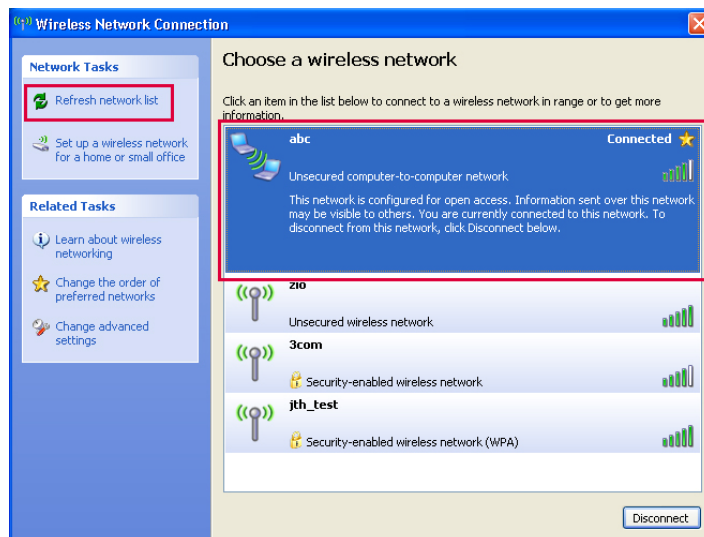 Wireless Network Connection
Network Tasks
Refresh network list
Set up a wireless network
for a home or small office
Related Tasks
Learn about wireless
networking
Change the order of
preferred networks
Change advanced
settings
Choose a wireless network
Click an item in the list below to connect to a wireless network in range or to get more
information.
abc
Connected
Unsecured computer-to-computer network
This network is configured for open access. Information sent over this network
may be visible to others. You are currently connected to this network. To
disconnect from this network, click Disconnect below.
zio
Unsecured wireless network
3com
Security-enabled wireless network
jth_test
Security-enabled wireless network (WPA)
Disconnect